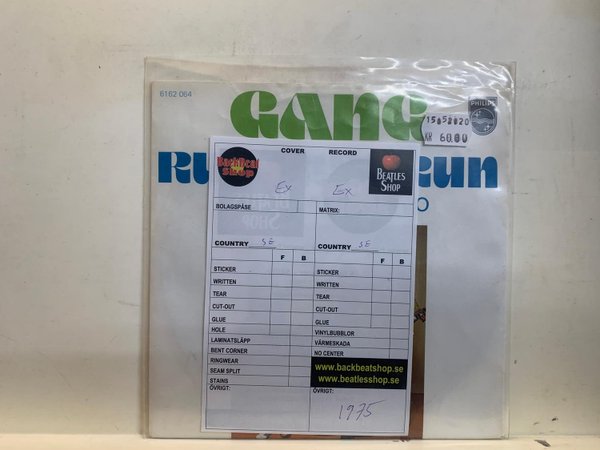 6162 064
GANG
PHILIPS
KR 60.00
RU
RUN
O
COVER RECORD
BackBeat
Shop
BEATLES
SHOP
Ex Ex
BOLAGSPÅSE MATRIX:
COUNTRY SE COUNTRY SE
F B F B
STICKER STICKER
WRITTEN WRITTEN
TEAR TEAR
CUT-OUT CUT-OUT
GLUE GLUE
HOLE VINYLBUBBLOR
LAMINATSLÄPP VÄRMESKADA
BENT CORNER NO CENTER
RINGWEAR
SEAM SPLIT
STAINS
www.backbeatshop.se
www.beatlesshop.se
ÖVRIGT: ÖVRIGT:
1975